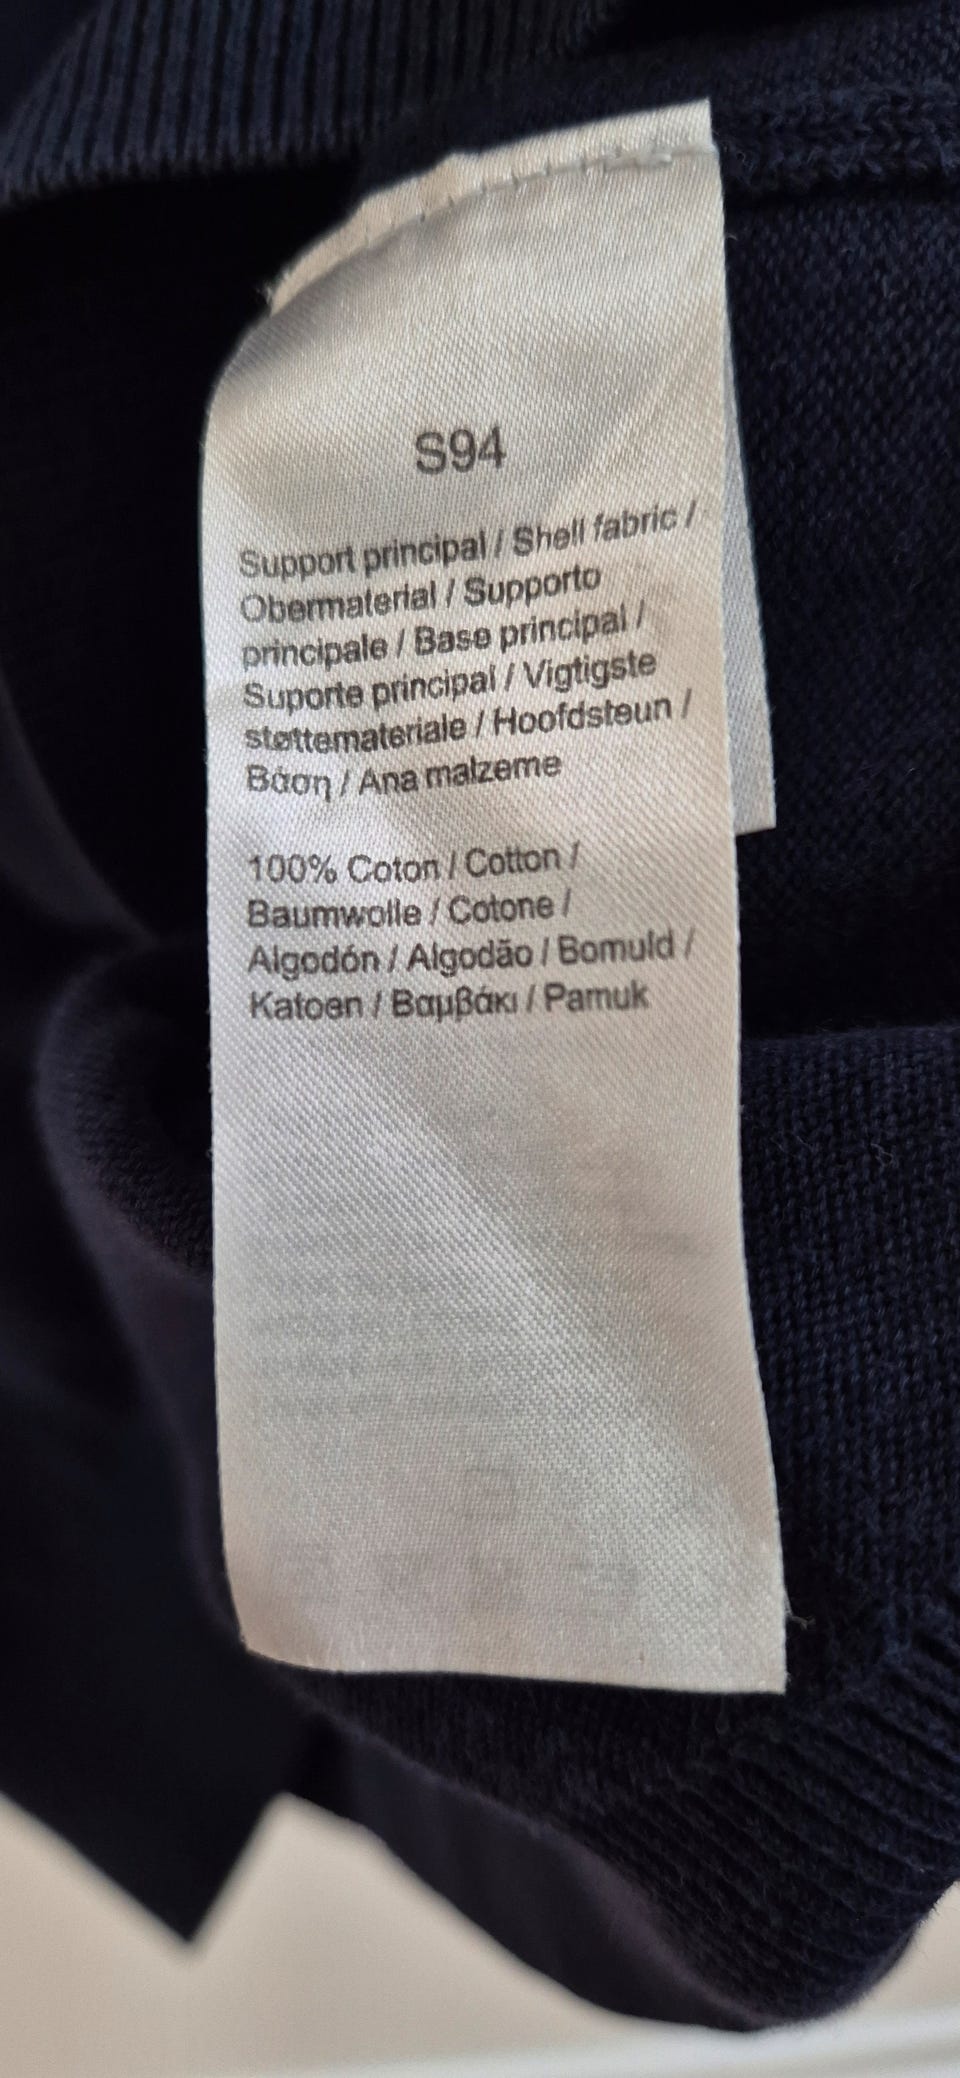 S94
Support principal / Shell fabric /
Obermaterial / Supporto
principale / Base principal /
Suporte principal / Vigtigste
støttemateriale / Hoofdsteun /
Βάση / Ana malzeme
100% Coton / Cotton /
Baumwolle / Cotone /
Algodón / Algodão / Bomuld /
Katoen / Βαμβάκι / Pamuk